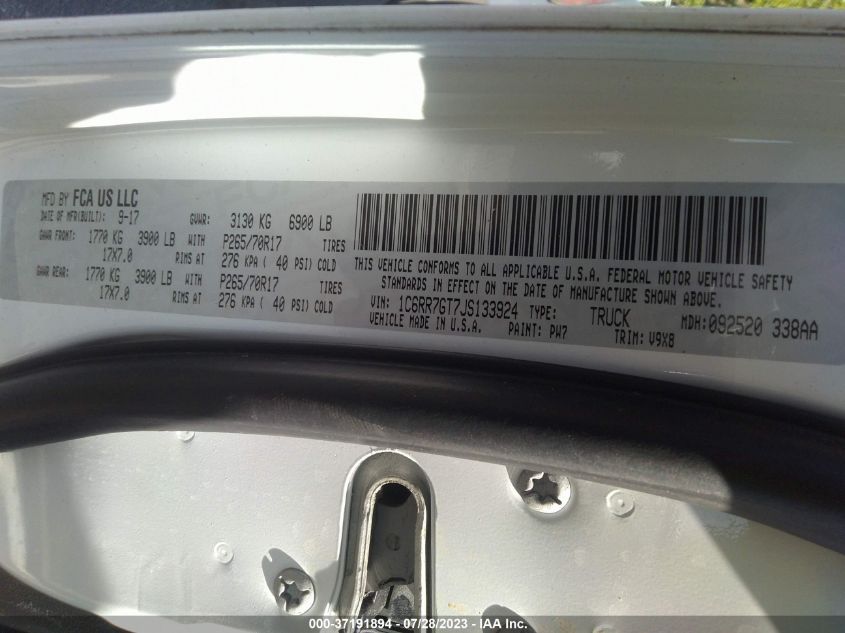 MFD BY FCA US LLC
DATE OF MFR(BUILT): 9-17 GVWR: 3130 KG 6900 LB
GAWR FRONT: 1770 KG 3900 LB WITH P265/70R17 TIRES
17X7.0 RIMS AT 276 KPA ( 40 PSI) COLD
GAWR REAR: 1770 KG 3900 LB WITH P265/70R17 TIRES
17X7.0 RIMS AT 276 KPA ( 40 PSI) COLD
THIS VEHICLE CONFORMS TO ALL APPLICABLE U.S.A. FEDERAL MOTOR VEHICLE SAFETY
STANDARDS IN EFFECT ON THE DATE OF MANUFACTURE SHOWN ABOVE.
VIN: 1C6RR7GT7JS133924 TYPE: TRUCK MDH:092520 338AA
VEHICLE MADE IN U.S.A. PAINT: PW7 TRIM: V9X8
000-37191894 / 07/28/2023 - © IAA Inc.